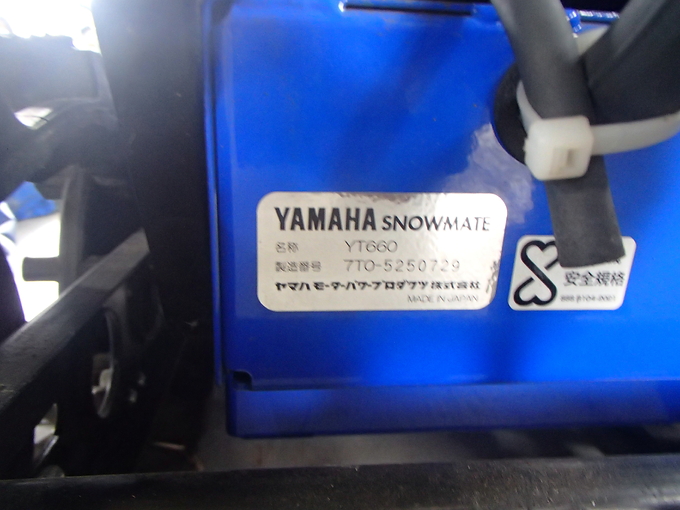 YAMAHA SNOWMATE
名称 YT660
製造番号 7TO-5250729
ヤマハモーターパワープロダクツ株式会社
MADE IN JAPAN
安全規格